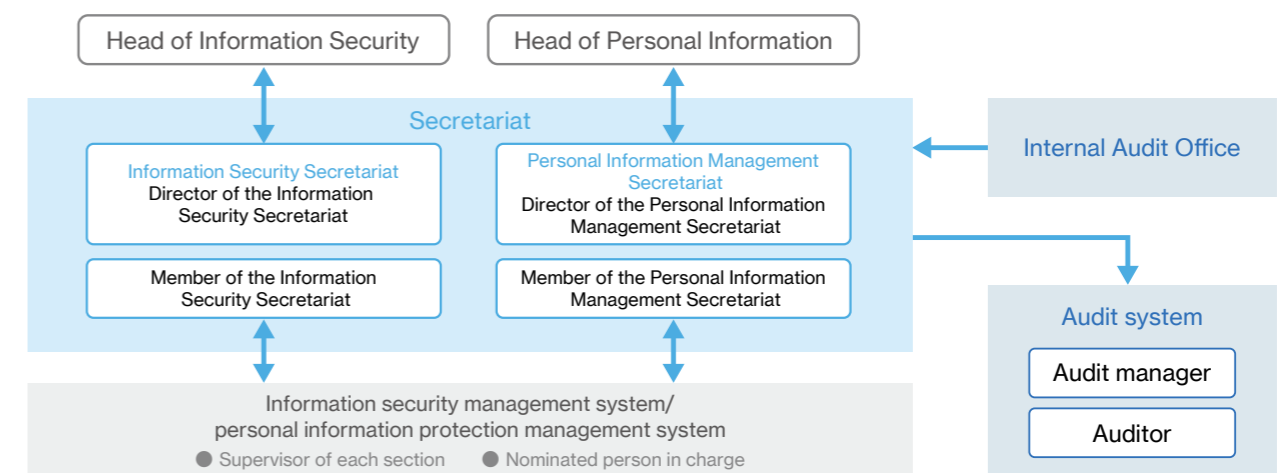 Head of Information Security
Head of Personal Information
Secretariat
Information Security Secretariat
Director of the Information
Security Secretariat
Personal Information Management
Secretariat
Director of the Personal Information
Management Secretariat
Member of the Information
Security Secretariat
Member of the Personal Information
Management Secretariat
Internal Audit Office
Audit system
Audit manager
Auditor
Information security management system/
personal information protection management system
● Supervisor of each section
● Nominated person in charge